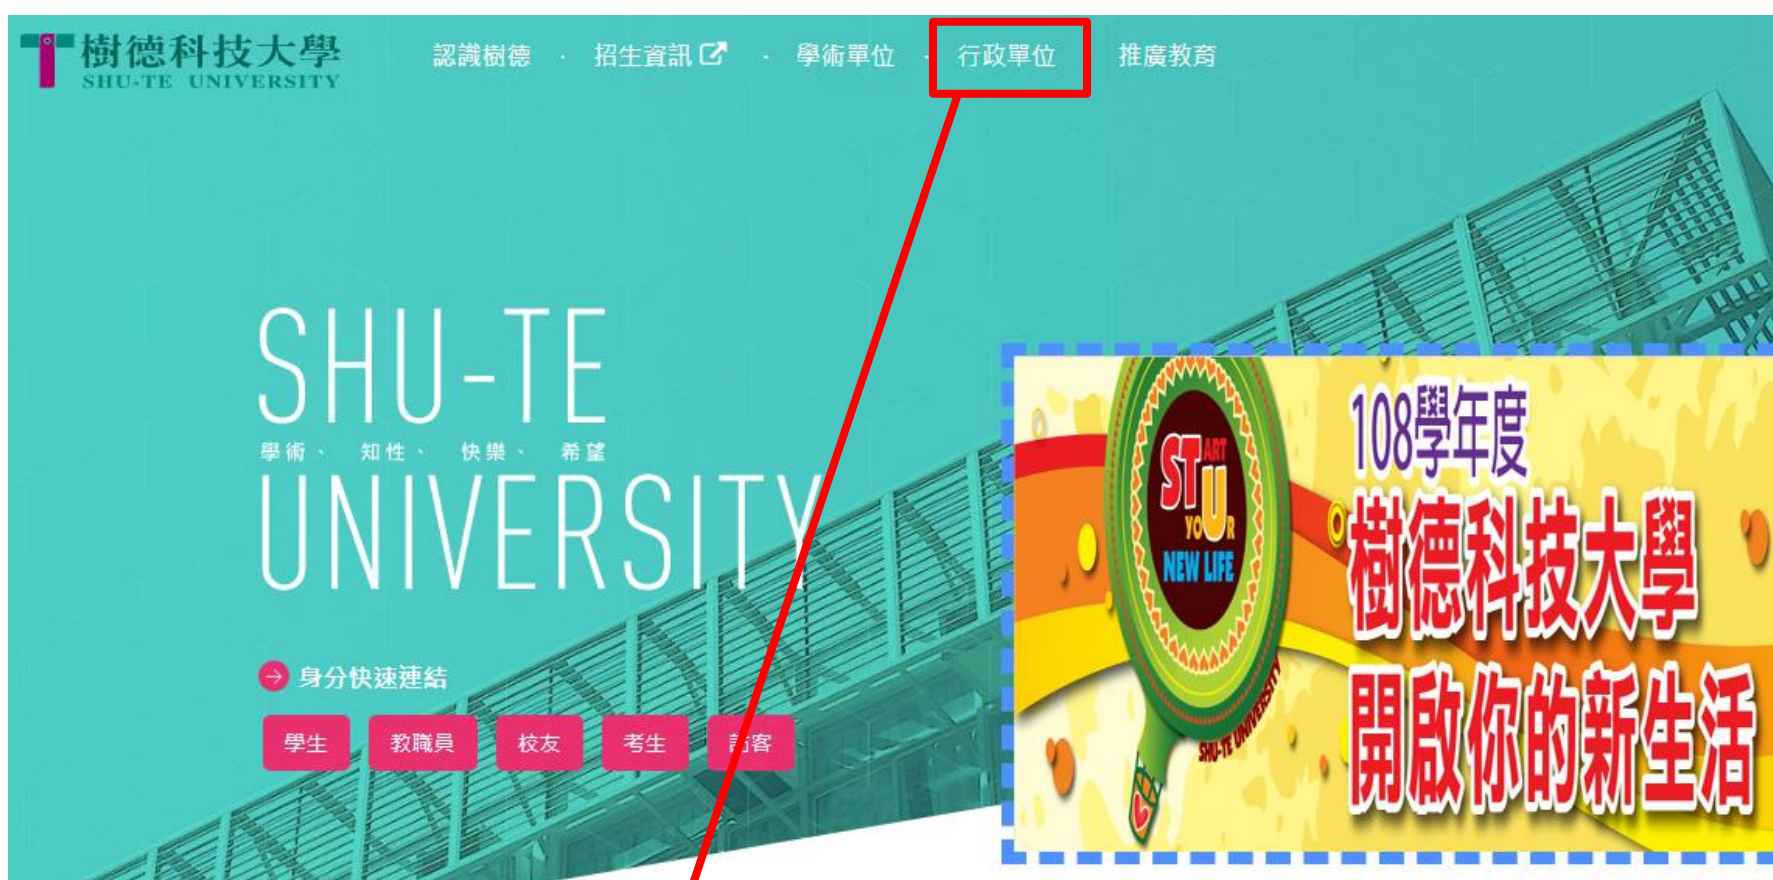 樹德科技大學
SHU-TE UNIVERSITY
認識樹德 · 招生資訊 · 學術單位 · 行政單位 推廣教育
SHU-TE
學術、 知性、 快樂、 希望
UNIVERSITY
身分快速連結
學生 教職員 校友 考生 訪客
START
YOUR
NEW LIFE
SHU-TE UNIVERSITY
108學年度
樹德科技大學
開啟你的新生活